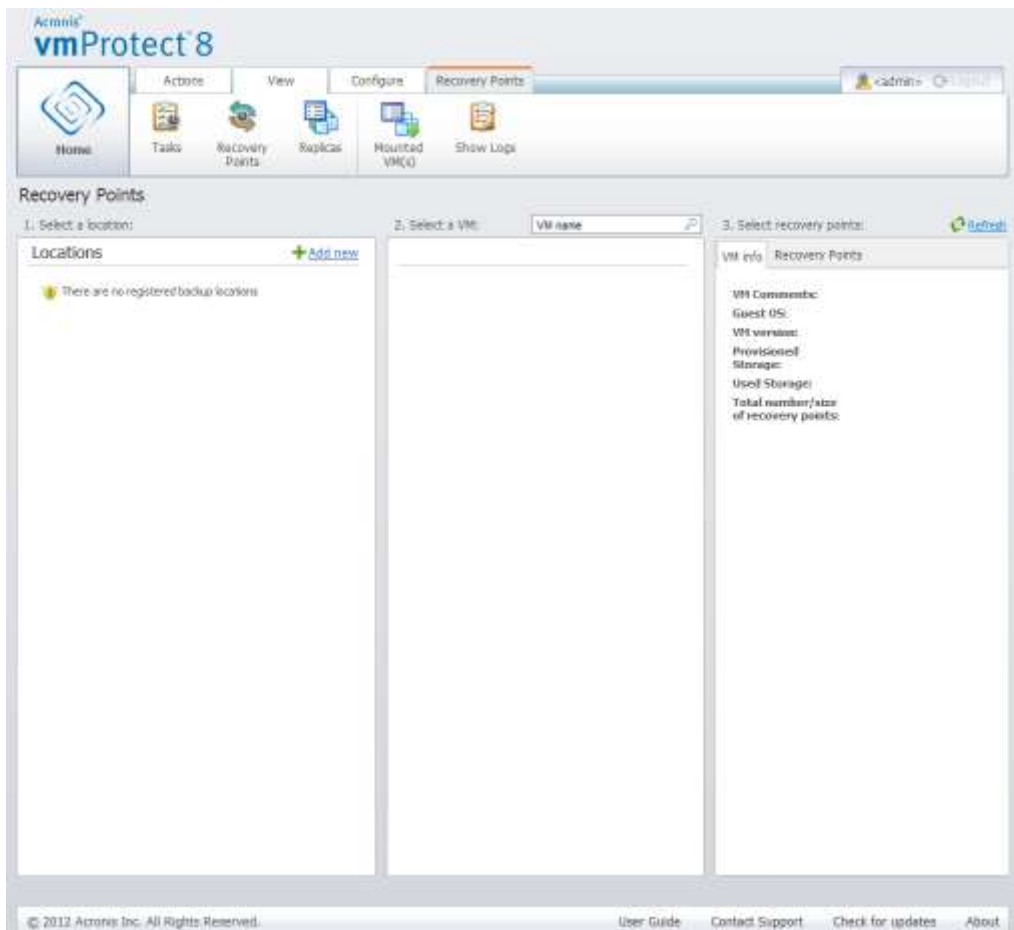 Acronis®
vmProtect 8
Actions View Configure Recovery Points <admin> Logout
Home Tasks Recovery Points Replicas Mounted VM(s) Show Logs
Recovery Points
1. Select a location: 2. Select a VM: VM name 3. Select recovery points: Refresh
Locations Add new
There are no registered backup locations
VM info Recovery Points
VM Comments:
Guest OS:
VM version:
Provisioned
Storage:
Used Storage:
Total number/size
of recovery points:
© 2012 Acronis Inc. All Rights Reserved. User Guide Contact Support Check for updates About